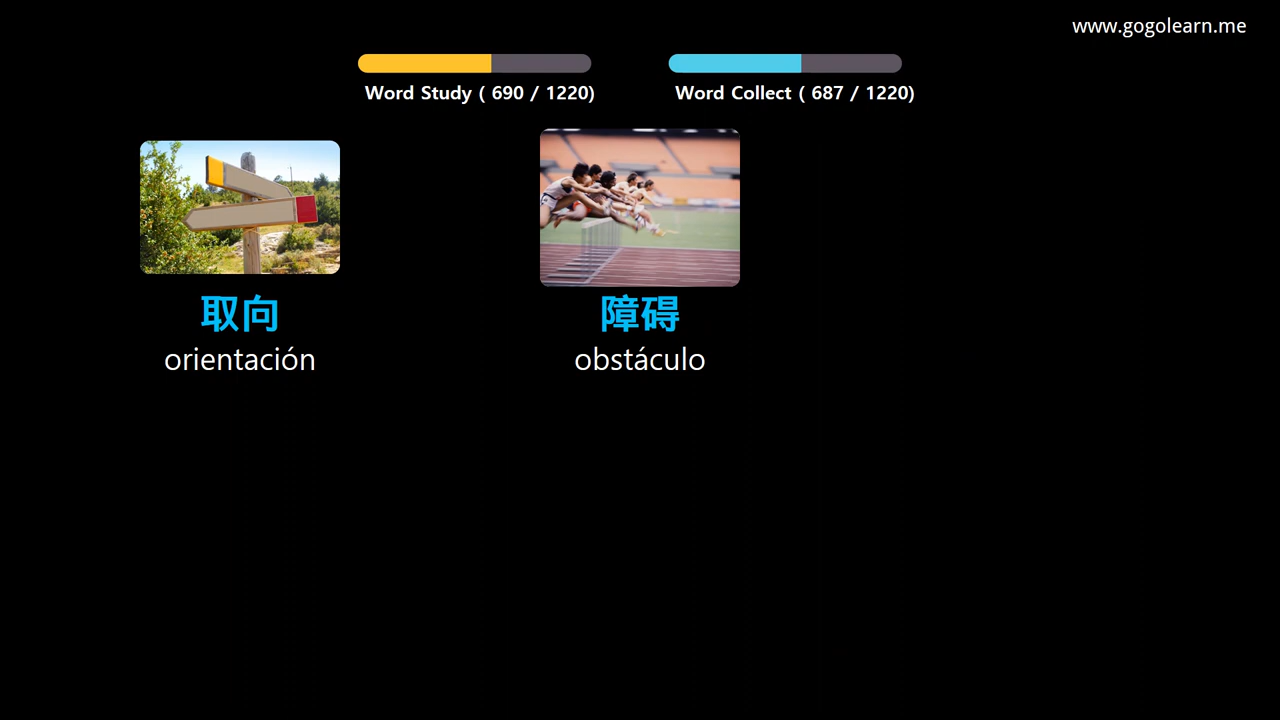 www.gogolearn.me
Word Study ( 690 / 1220)
Word Collect ( 687 / 1220)
取向
orientación
障碍
obstáculo